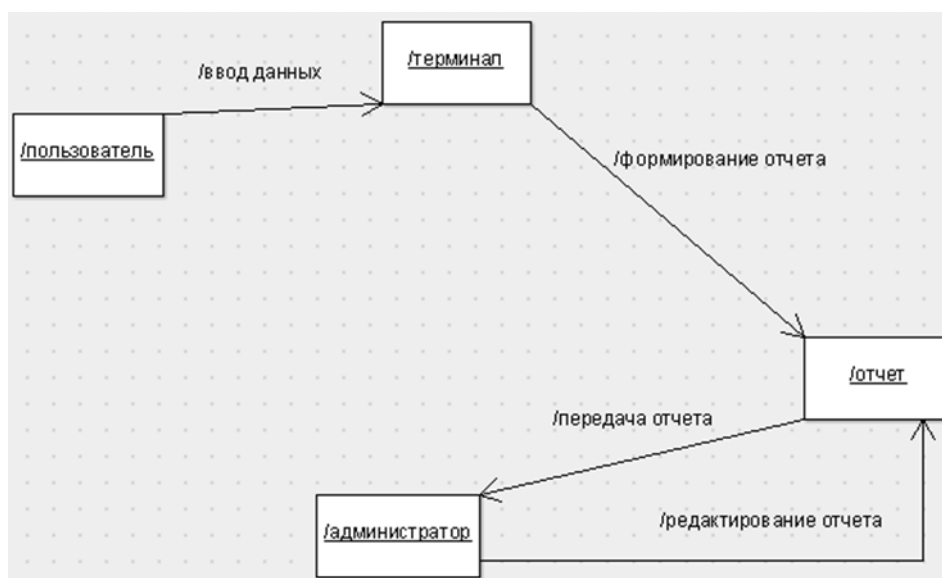 /терминал
/ввод данных
/пользователь
/формирование отчета
/отчет
/передача отчета
/редактирование отчета
/администратор